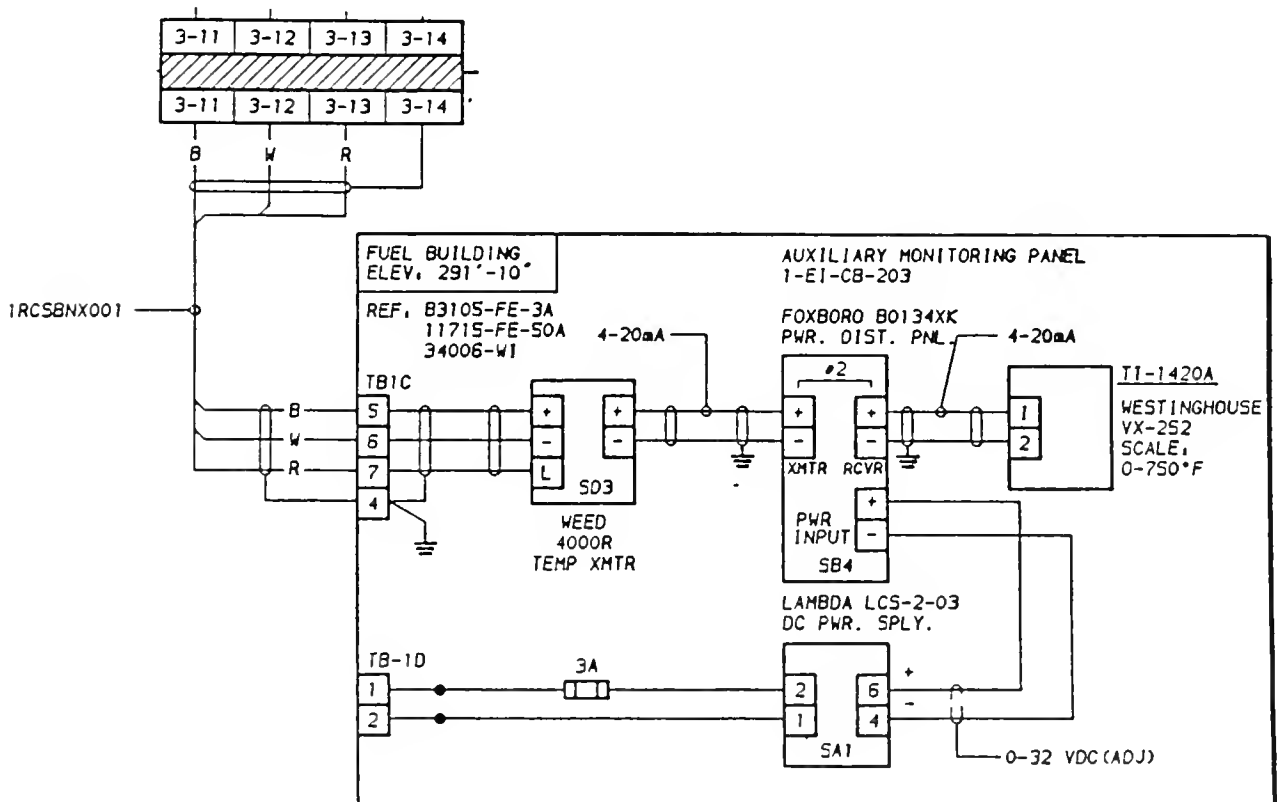 3-11 3-12 3-13 3-14
3-11 3-12 3-13 3-14
B W R
FUEL BUILDING
ELEV. 291'-10"
REF. B3105-FE-3A
11715-FE-50A
34006-W1
AUXILIARY MONITORING PANEL
1-EI-CB-203
1RCSBNX001
4-20mA
FOXBORO B0134XK
PWR. DIST. PNL.
4-20mA
TB1C
B 5
W 6
R 7
4
+ +
- -
L
5D3
WEED
4000R
TEMP XMTR
#2
+ +
- -
XMTR RCVR
PWR
INPUT
+
-
5B4
1
2
TI-1420A
WESTINGHOUSE
VX-252
SCALE.
0-750°F
LAMBDA LCS-2-03
DC PWR. SPLY.
TB-1D
1
2
3A
2 6
1 4
5A1
+
-
0-32 VDC(ADJ)